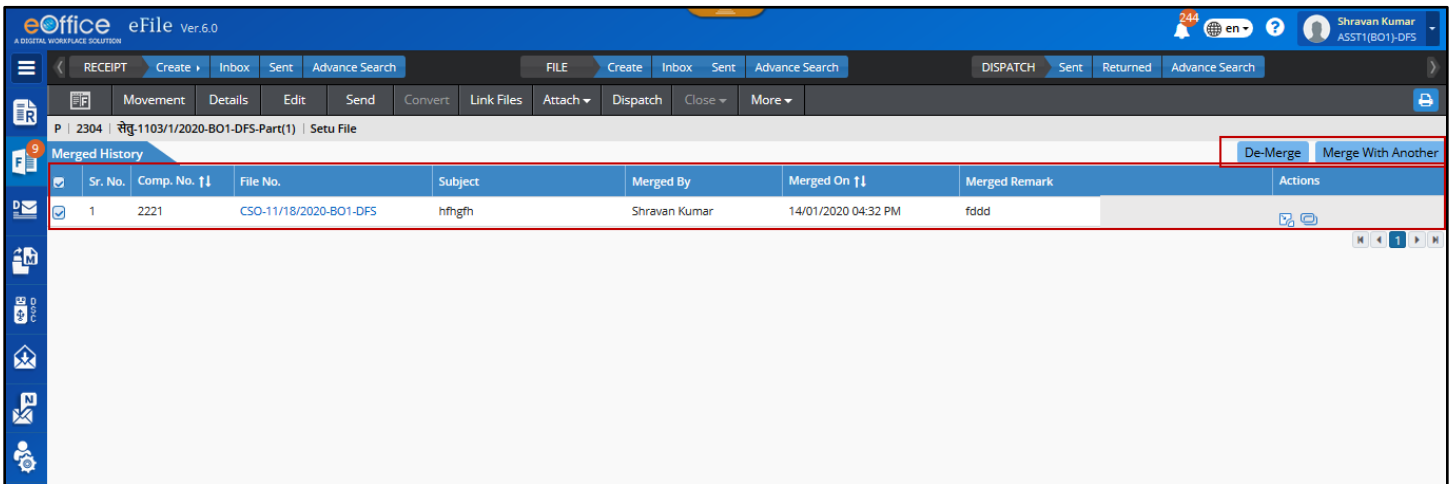 eOffice eFile Ver.6.0 244 en ? Shravan Kumar
A DIGITAL WORKPLACE SOLUTION ASST1(BO1)-DFS
RECEIPT Create Inbox Sent Advance Search FILE Create Inbox Sent Advance Search DISPATCH Sent Returned Advance Search
Movement Details Edit Send Convert Link Files Attach Dispatch Close More
R
P | 2304 | सेतु-1103/1/2020-BO1-DFS-Part(1) | Setu File
9
F
Merged History De-Merge Merge With Another
Sr. No. Comp. No. File No. Subject Merged By Merged On Merged Remark Actions
D
1 2221 CSO-11/18/2020-BO1-DFS hfhgfh Shravan Kumar 14/01/2020 04:32 PM fddd
1
M
DSC
N